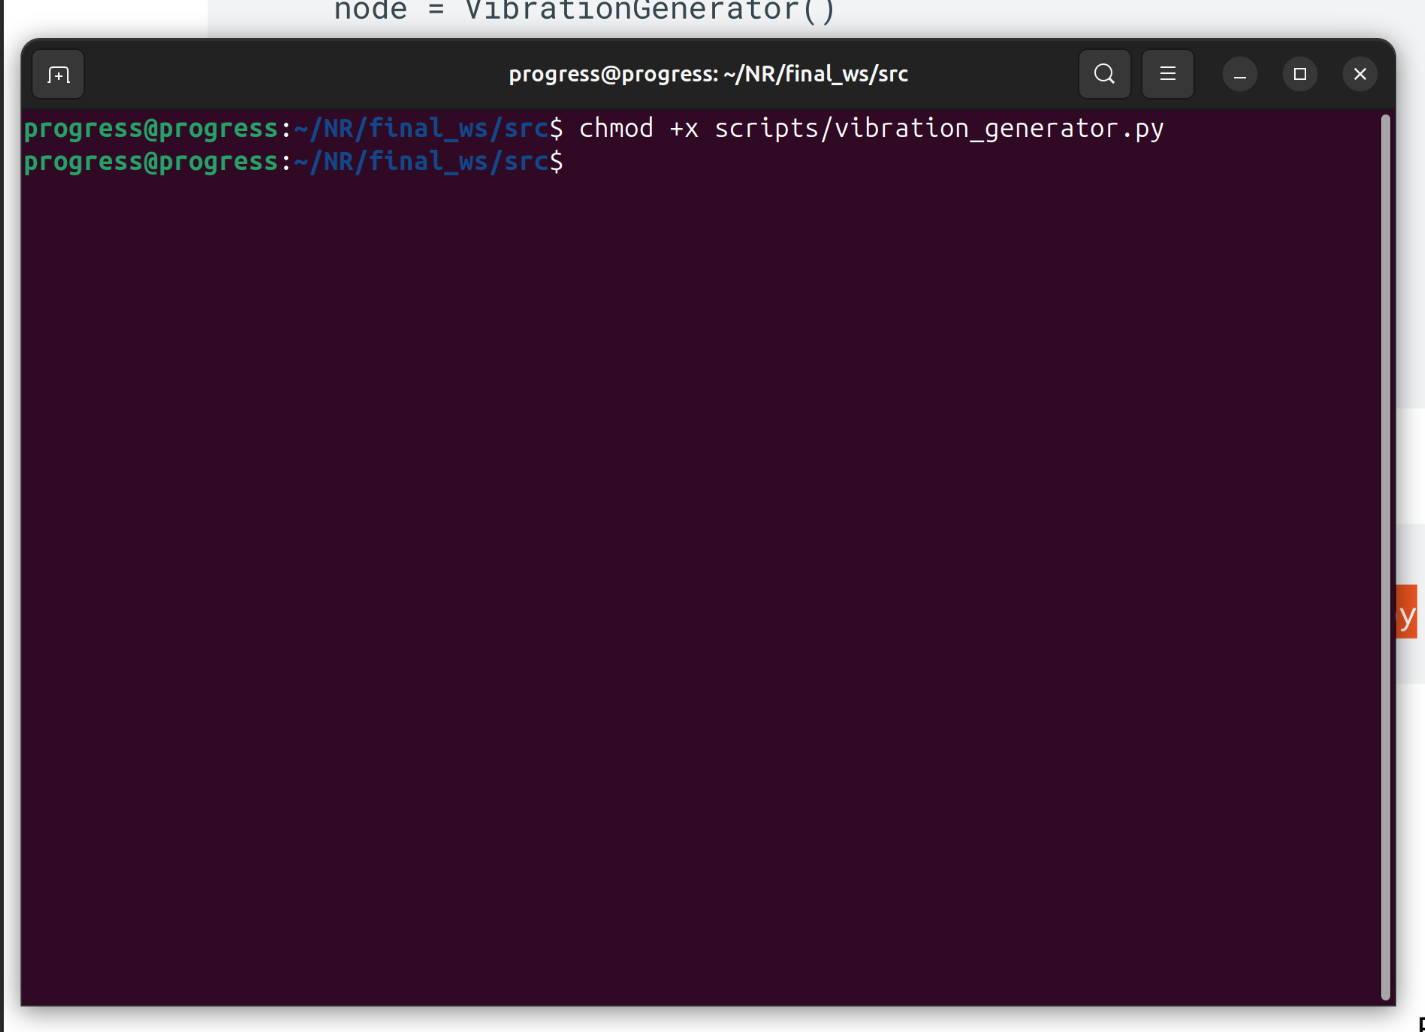 node = VibrationGenerator()
progress@progress: ~/NR/final_ws/src
progress@progress:~/NR/final_ws/src$ chmod +x scripts/vibration_generator.py
progress@progress:~/NR/final_ws/src$
y